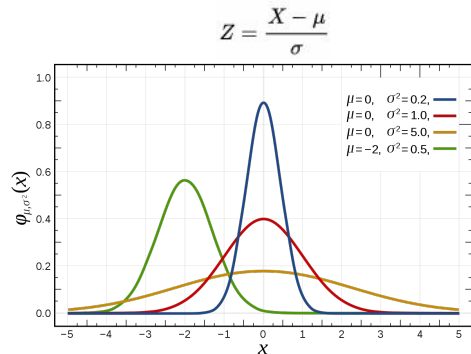 Z = (X − μ) / σ
1.0
μ=0, σ²=0.2,
μ=0, σ²=1.0,
μ=0, σ²=5.0,
μ=−2, σ²=0.5,
0.8
0.6
φμ,σ²(x)
0.4
0.2
0.0
−5 −4 −3 −2 −1 0 1 2 3 4 5
x